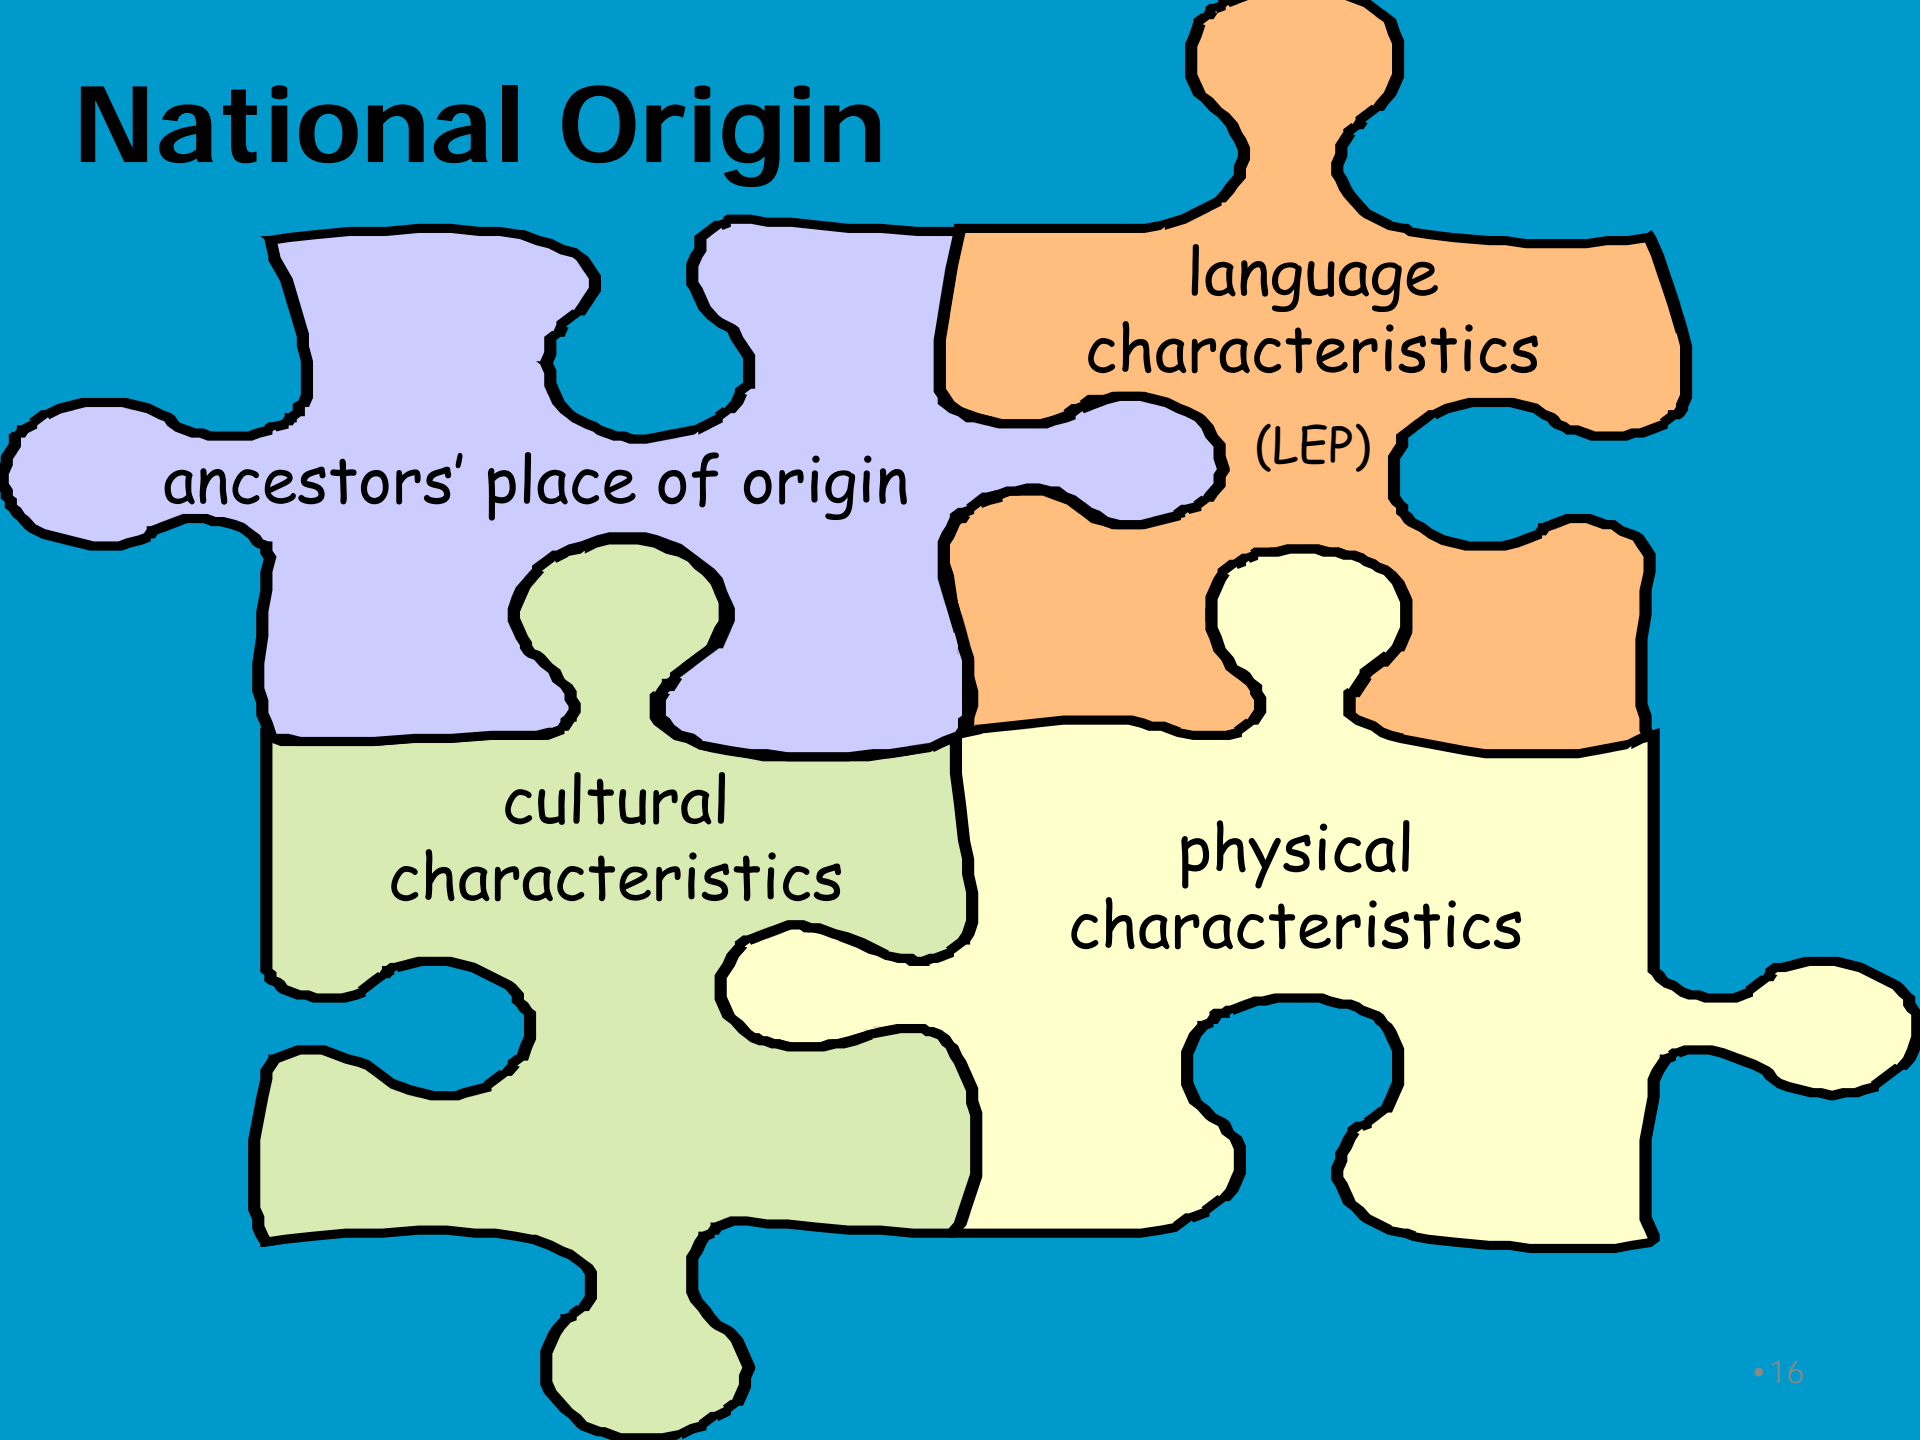 National Origin
language
characteristics
(LEP)
ancestors’ place of origin
cultural
characteristics
physical
characteristics
•16